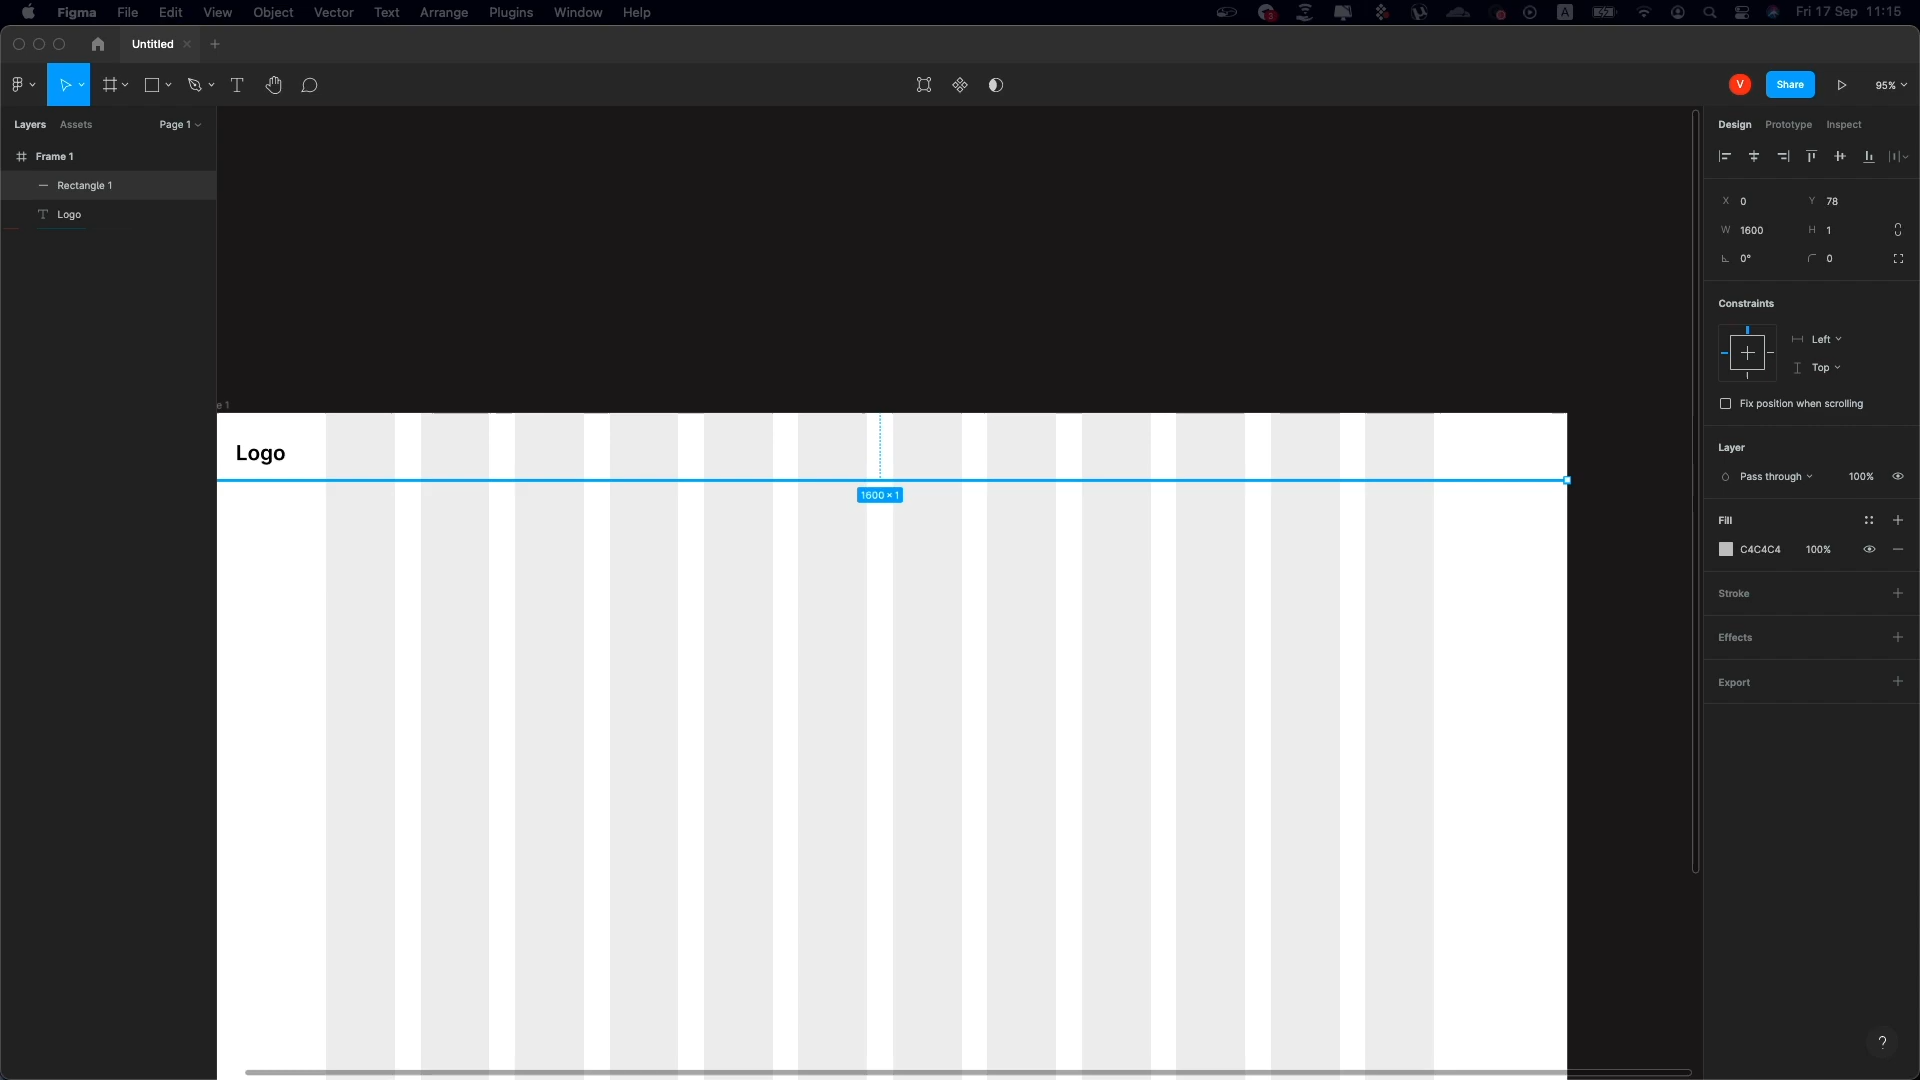 Figma File Edit View Object Vector Text Arrange Plugins Window Help 3 A Fri 17 Sep 11:15
Untitled
V Share 95%
Layers Assets Page 1
Frame 1
Rectangle 1
Logo
e 1
Logo
1600 × 1
Design Prototype Inspect
X 0 Y 78
W 1600 H 1
0° 0
Constraints
Left
Top
Fix position when scrolling
Layer
Pass through 100%
Fill
C4C4C4 100%
Stroke
Effects
Export
?